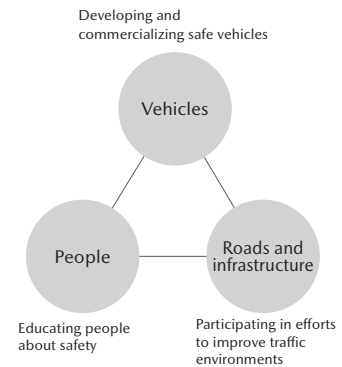 Developing and
commercializing safe vehicles
Vehicles
People
Roads and
infrastructure
Educating people
about safety
Participating in efforts
to improve traffic
environments